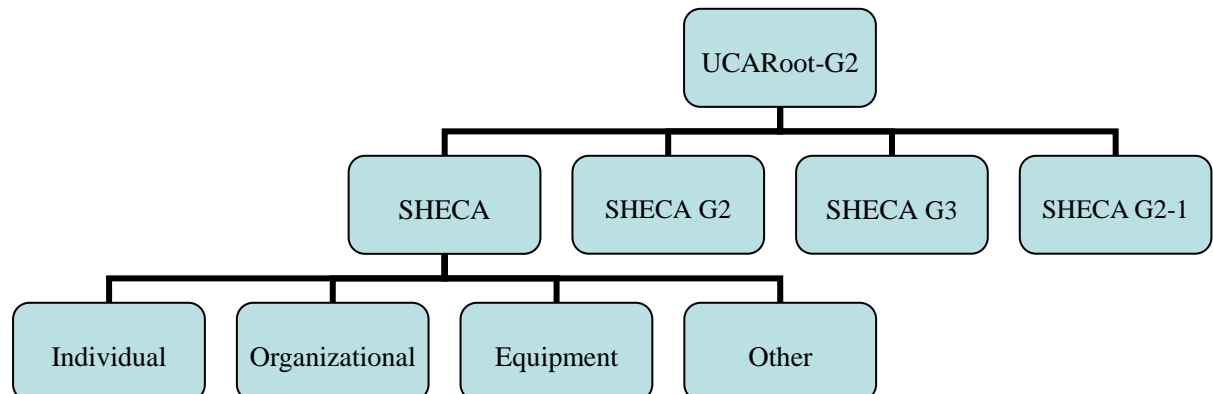 UCARoot-G2
SHECA
SHECA G2
SHECA G3
SHECA G2-1
Individual
Organizational
Equipment
Other